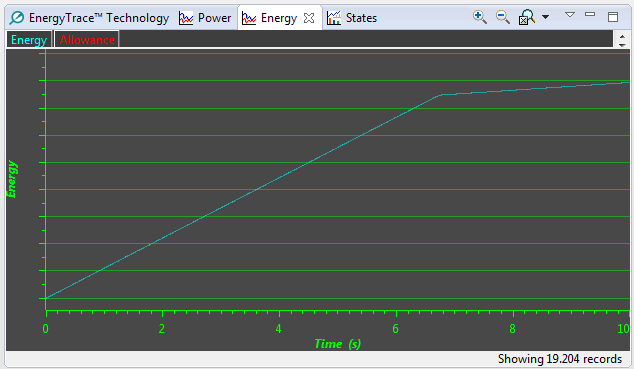 EnergyTrace™ Technology Power Energy States
Energy Allowance
Energy
0 2 4 6 8 10
Time (s)
Showing 19.204 records